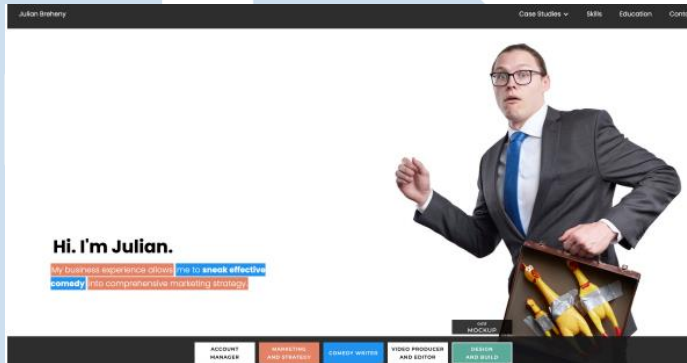 Julian Breheny
Case Studies
Skills
Education
Hi. I'm Julian.
My business experience allows me to sneak effective
comedy into comprehensive marketing strategy.
MOCKUP
ACCOUNT
MANAGER
MARKETING
AND STRATEGY
COMEDY WRITER
VIDEO PRODUCER
AND EDITOR
DESIGN
AND BUILD